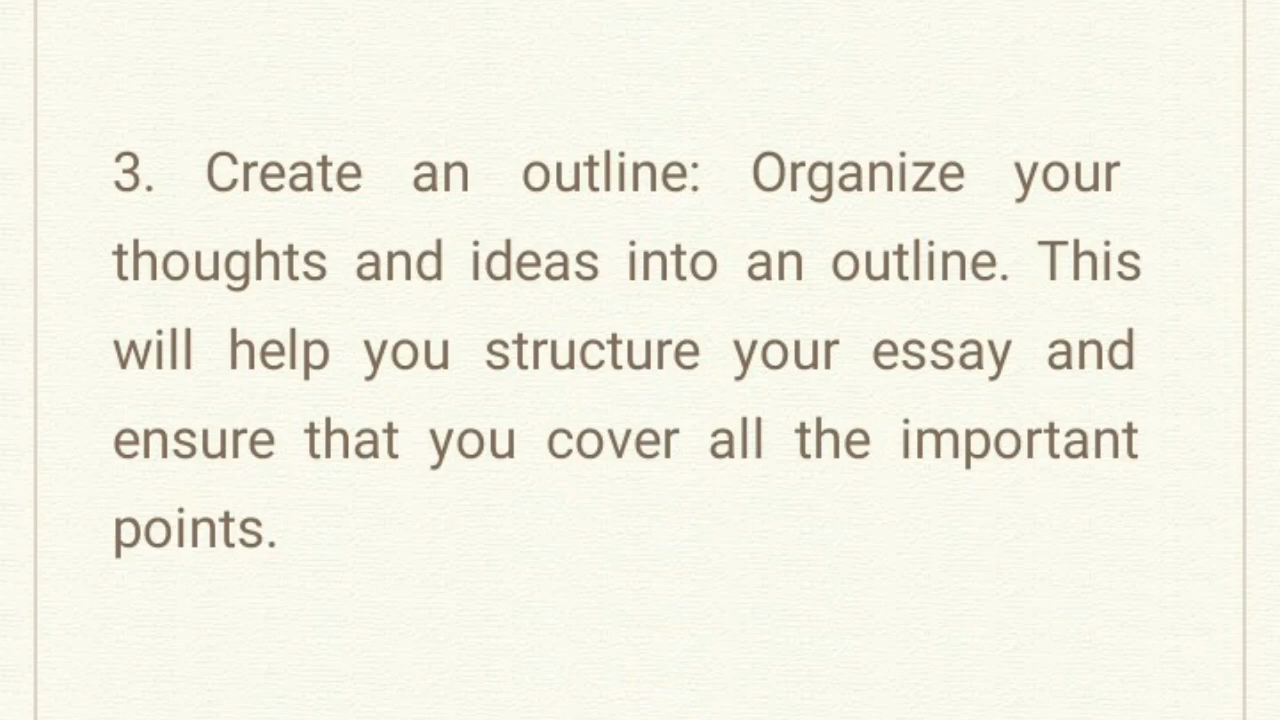 3. Create an outline: Organize your
thoughts and ideas into an outline. This
will help you structure your essay and
ensure that you cover all the important
points.